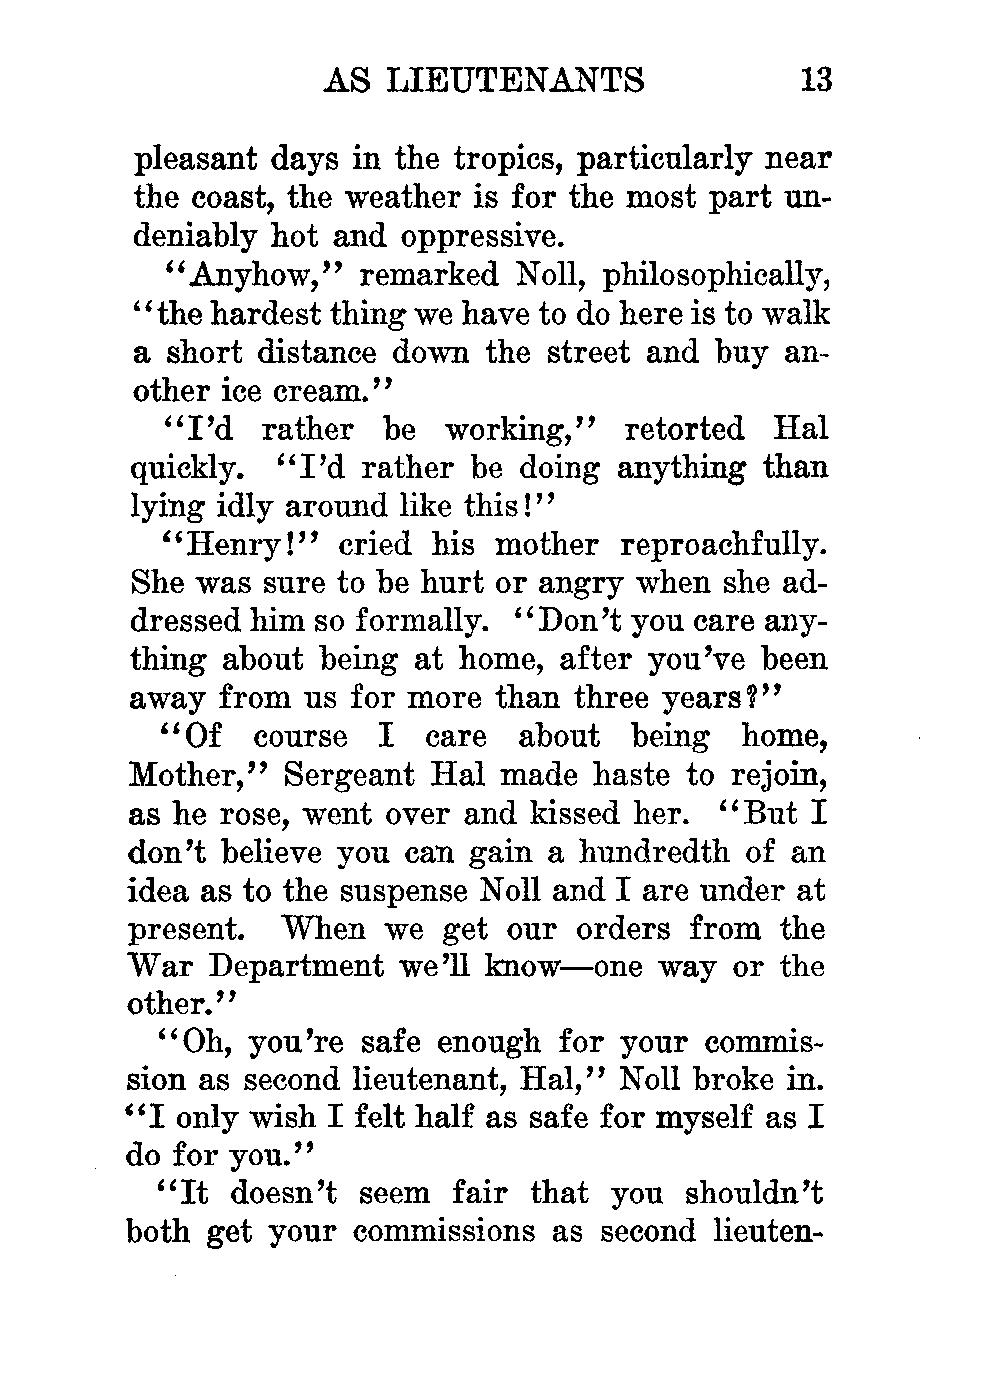 AS LIEUTENANTS 13
pleasant days in the tropics, particularly near
the coast, the weather is for the most part un-
deniably hot and oppressive.
“Anyhow,” remarked Noll, philosophically,
“the hardest thing we have to do here is to walk
a short distance down the street and buy an-
other ice cream.”
“I’d rather be working,” retorted Hal
quickly. “I’d rather be doing anything than
lying idly around like this!”
“Henry!” cried his mother reproachfully.
She was sure to be hurt or angry when she ad-
dressed him so formally. “Don’t you care any-
thing about being at home, after you’ve been
away from us for more than three years?”
“Of course I care about being home,
Mother,” Sergeant Hal made haste to rejoin,
as he rose, went over and kissed her. “But I
don’t believe you can gain a hundredth of an
idea as to the suspense Noll and I are under at
present. When we get our orders from the
War Department we’ll know—one way or the
other.”
“Oh, you’re safe enough for your commis-
sion as second lieutenant, Hal,” Noll broke in.
“I only wish I felt half as safe for myself as I
do for you.”
“It doesn’t seem fair that you shouldn’t
both get your commissions as second lieuten-